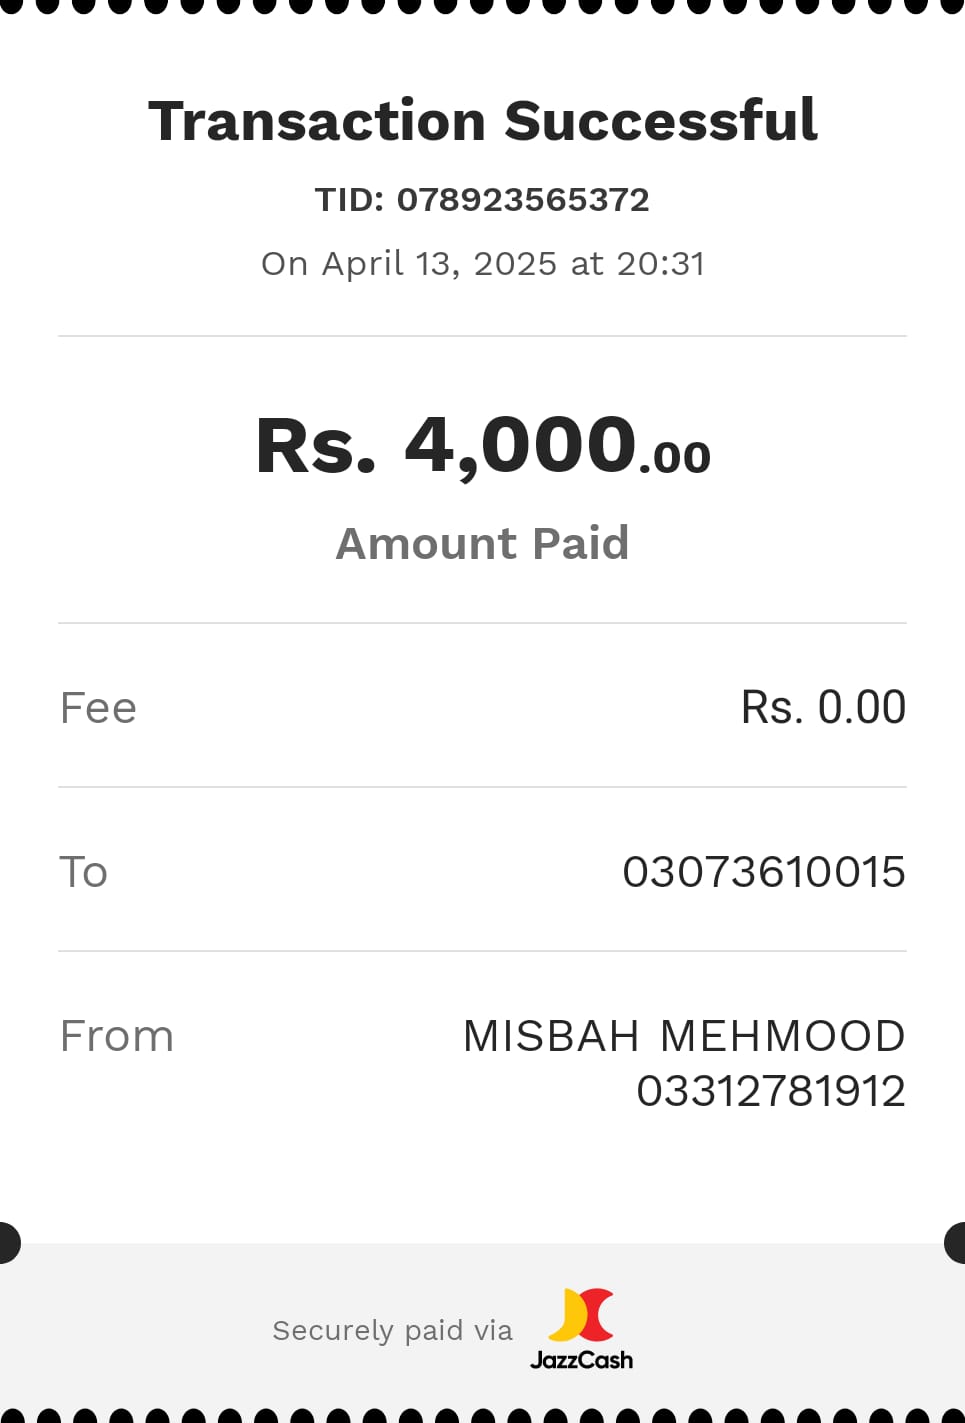 Transaction Successful
TID: 078923565372
On April 13, 2025 at 20:31
Rs. 4,000.00
Amount Paid
Fee Rs. 0.00
To 03073610015
From MISBAH MEHMOOD
03312781912
Securely paid via
JazzCash